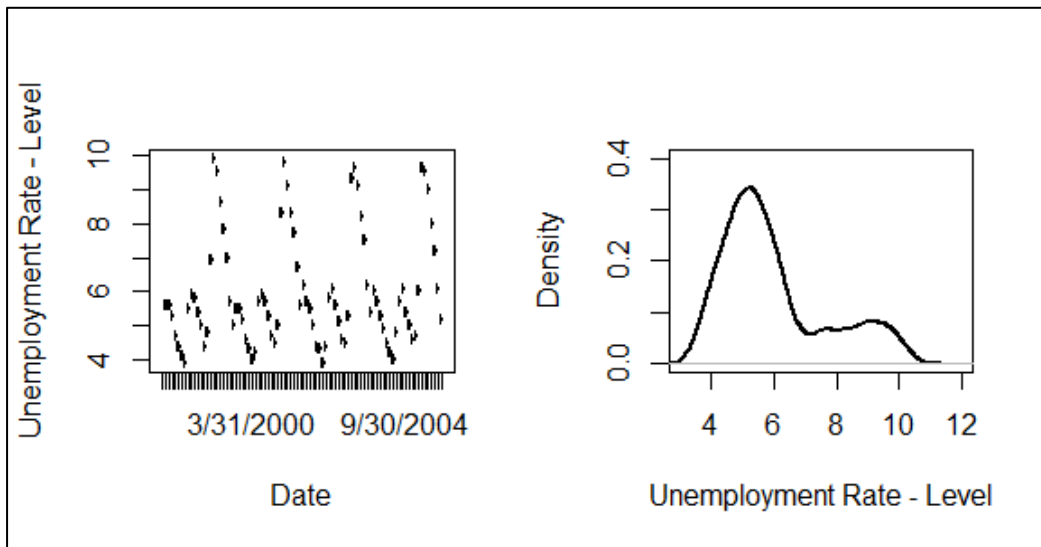 Unemployment Rate - Level
10
8
6
4
3/31/2000 9/30/2004
Date
Density
0.4
0.2
0.0
4 6 8 10 12
Unemployment Rate - Level